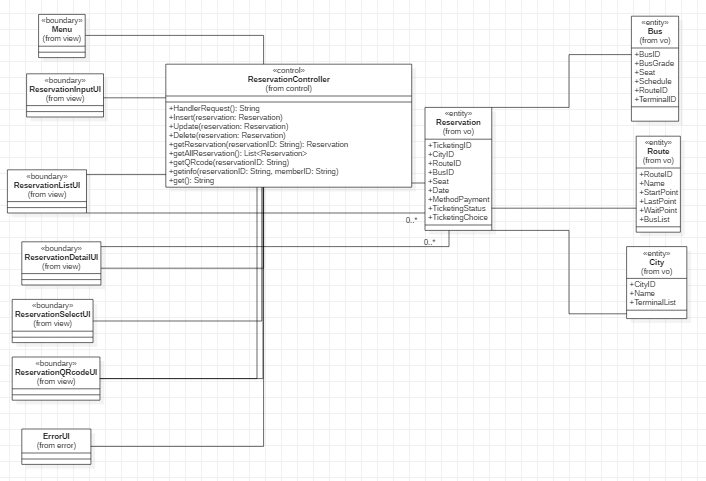 «boundary»
Menu
(from view)
«boundary»
ReservationInputUI
(from view)
«boundary»
ReservationListUI
(from view)
«boundary»
ReservationDetailUI
(from view)
«boundary»
ReservationSelectUI
(from view)
«boundary»
ReservationQRcodeUI
(from view)
ErrorUI
(from error)
«control»
ReservationController
(from control)
+HandlerRequest(): String
+Insert(reservation: Reservation)
+Update(reservation: Reservation)
+Delete(reservation: Reservation)
+getReservation(reservationID: String): Reservation
+getAllReservation(): List<Reservation>
+getQRcode(reservationID: String)
+getinfo(reservationID: String, memberID: String)
+get(): String
«entity»
Reservation
(from vo)
+TicketingID
+CityID
+RouteID
+BusID
+Seat
+Date
+MethodPayment
+TicketingStatus
+TicketingChoice
0..*
0..*
«entity»
Bus
(from vo)
+BusID
+BusGrade
+Seat
+Schedule
+RouteID
+TerminalID
«entity»
Route
(from vo)
+RouteID
+Name
+StartPoint
+LastPoint
+WaitPoint
+BusList
«entity»
City
(from vo)
+CityID
+Name
+TerminalList